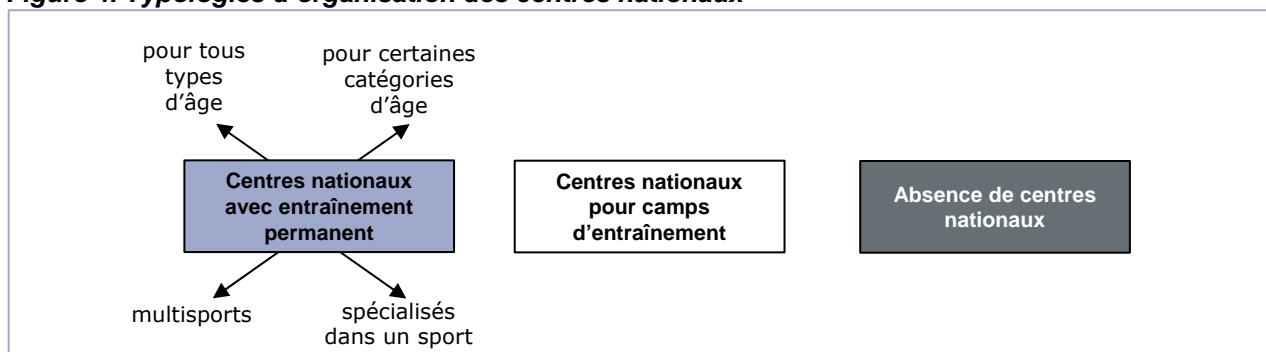 Figure 4. Typologies d'organisation des centres nationaux
pour tous
types
d'âge
pour certaines
catégories
d'âge
Centres nationaux
avec entraînement
permanent
Centres nationaux
pour camps
d'entraînement
Absence de centres
nationaux
multisports
spécialisés
dans un sport